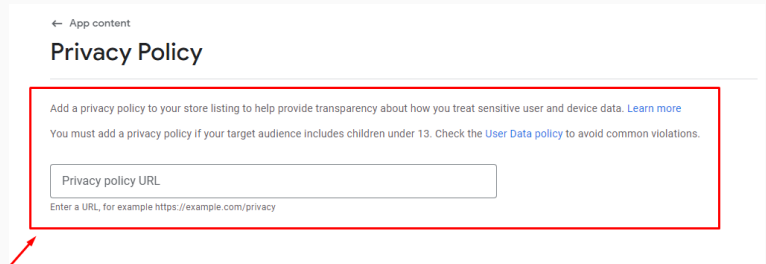 ← App content
Privacy Policy
Add a privacy policy to your store listing to help provide transparency about how you treat sensitive user and device data. Learn more
You must add a privacy policy if your target audience includes children under 13. Check the User Data policy to avoid common violations.
Privacy policy URL
Enter a URL, for example https://example.com/privacy